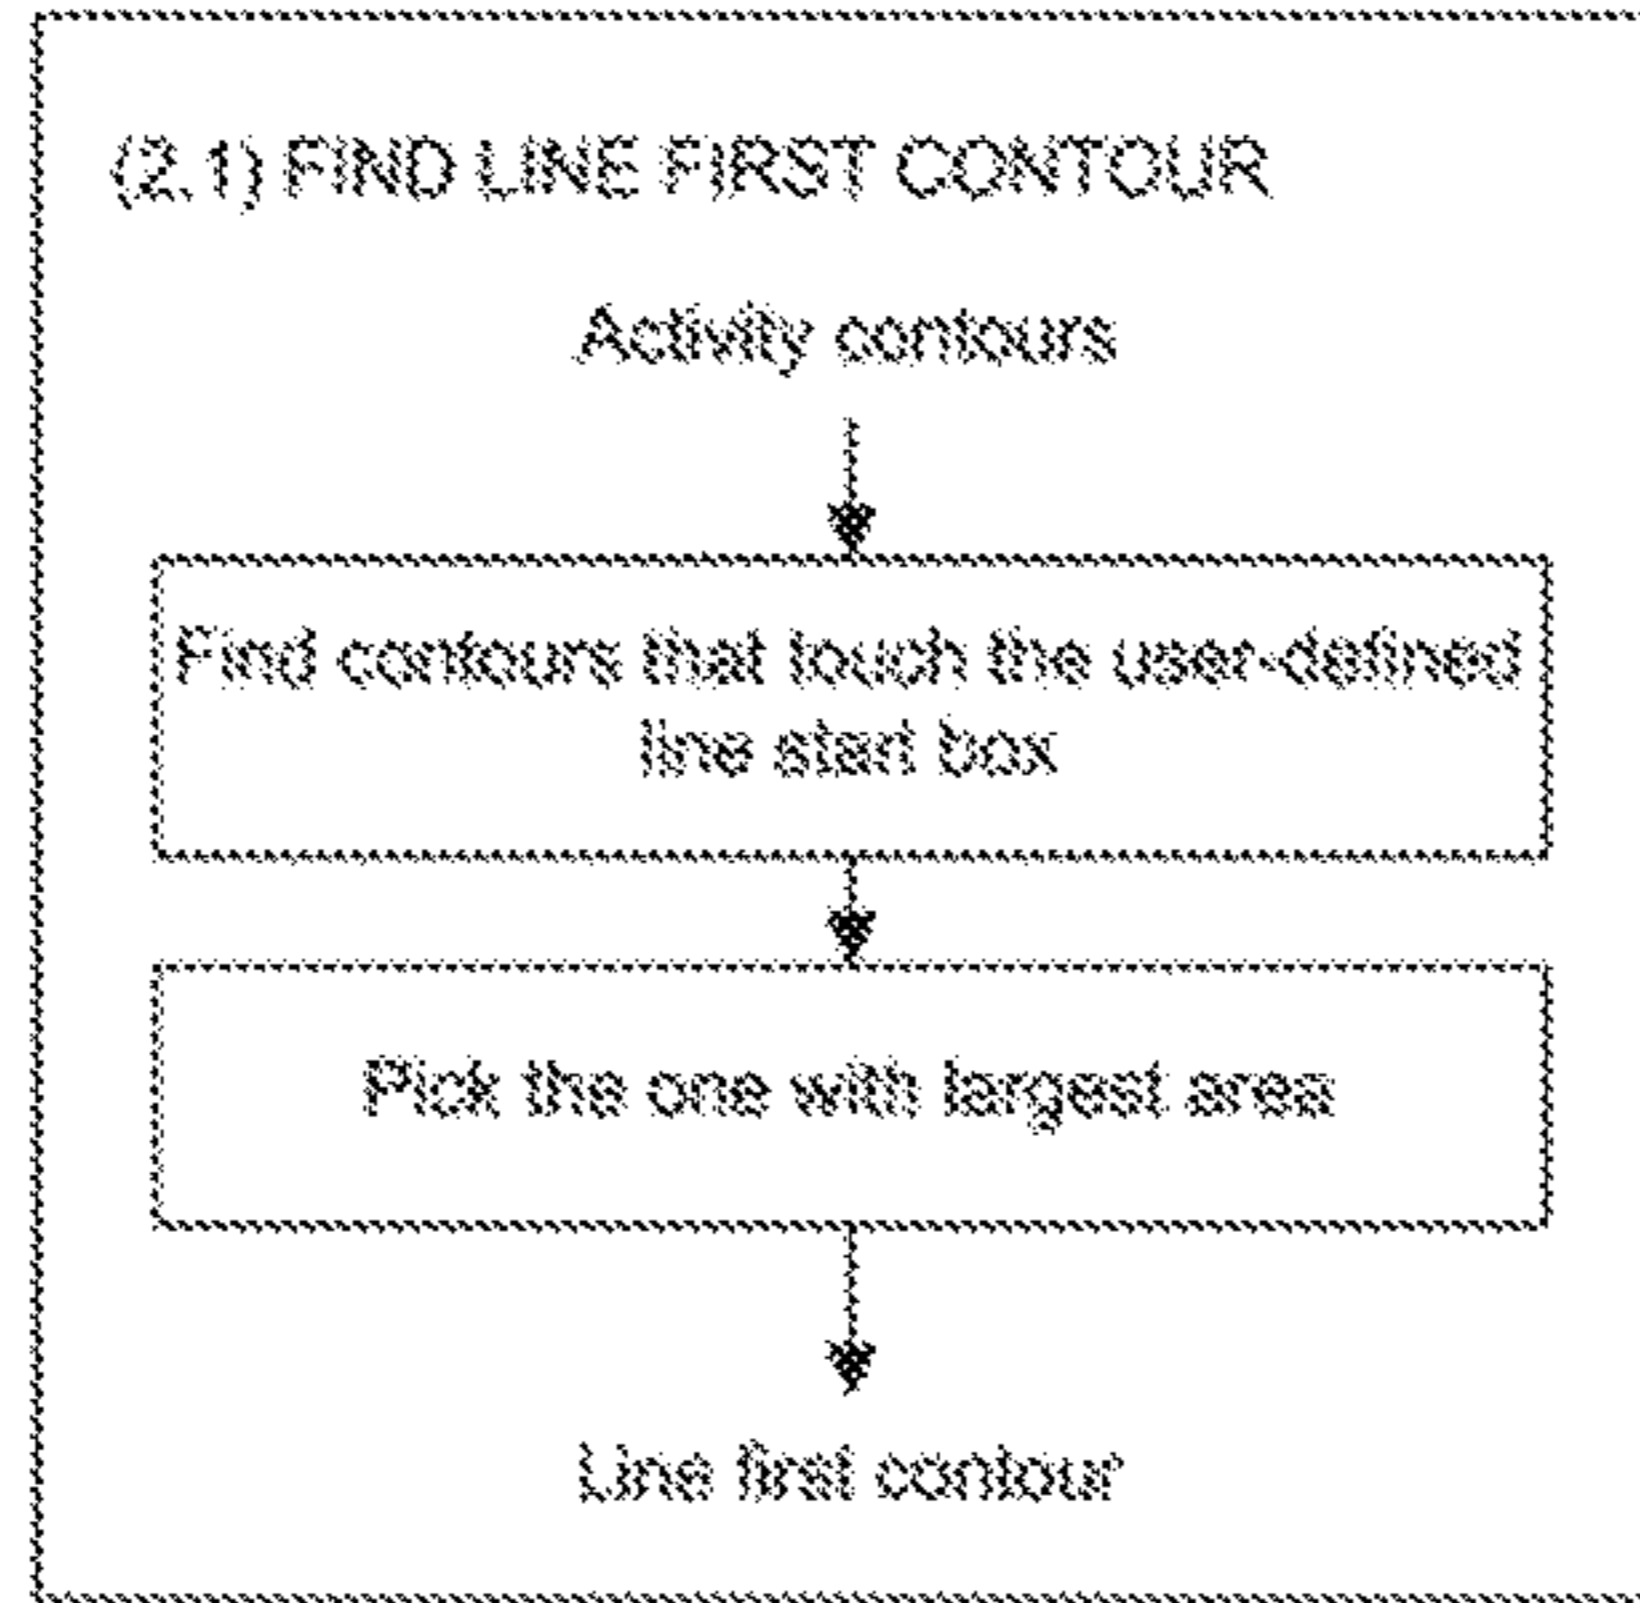 (2.1) FIND LINE FIRST CONTOUR
Activity contours
Find contours that touch the user-defined
line start box
Pick the one with largest area
Line first contour